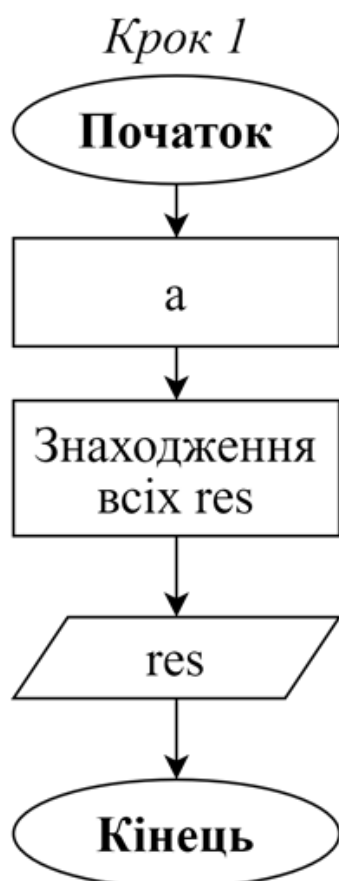 Крок 1
Початок
a
Знаходження
всіх res
res
Кінець